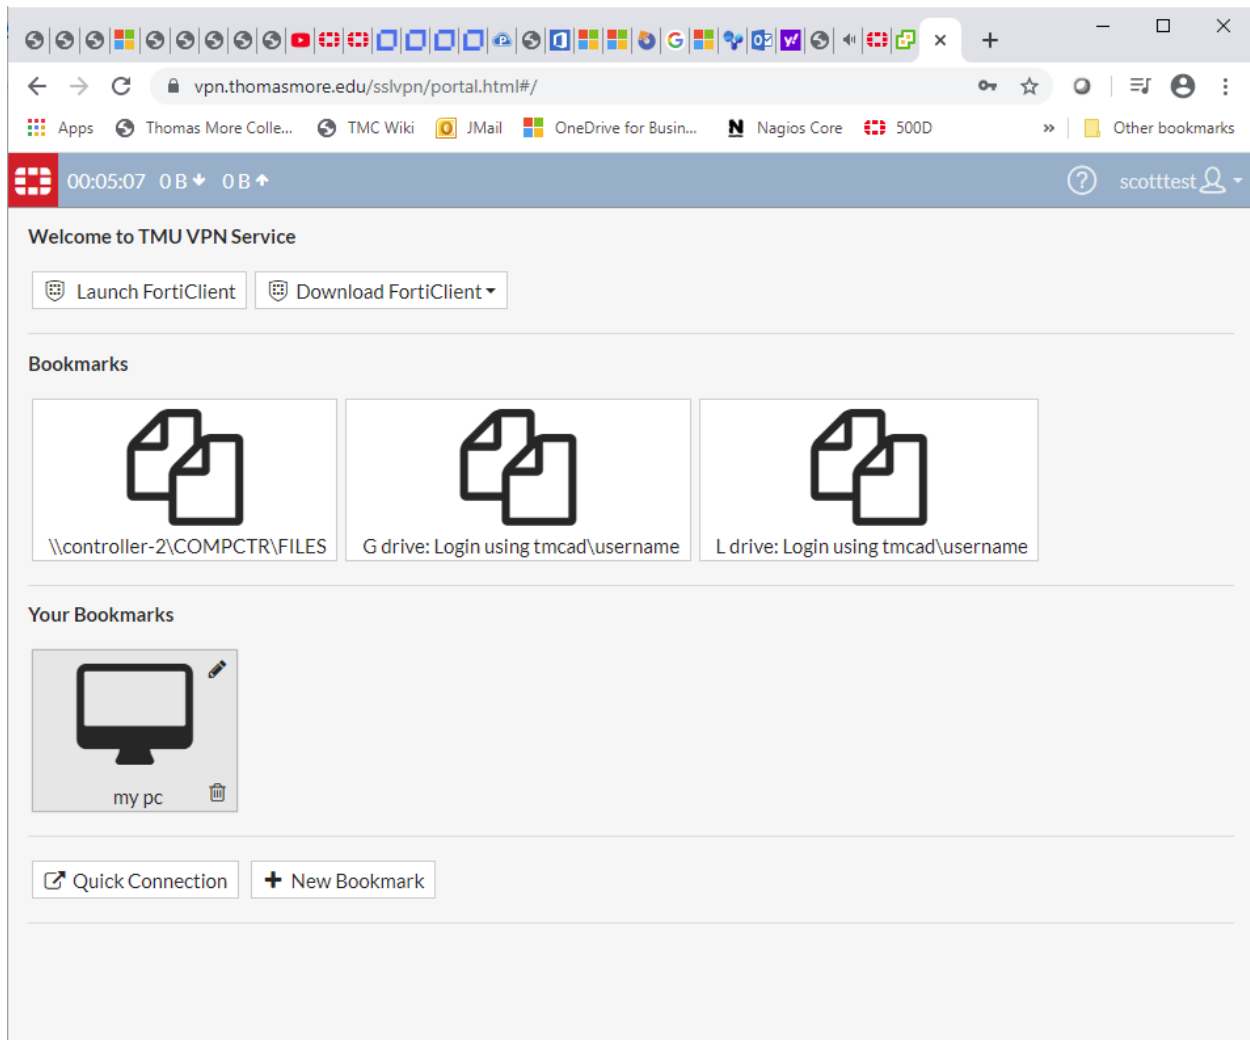 vpn.thomasmore.edu/sslvpn/portal.html#/
Apps Thomas More Colle... TMC Wiki JMail OneDrive for Busin... Nagios Core 500D » Other bookmarks
00:05:07 0 B 0 B scotttest
Welcome to TMU VPN Service
Launch FortiClient Download FortiClient
Bookmarks
\\controller-2\COMPCTR\FILES G drive: Login using tmcad\username L drive: Login using tmcad\username
Your Bookmarks
my pc
Quick Connection New Bookmark